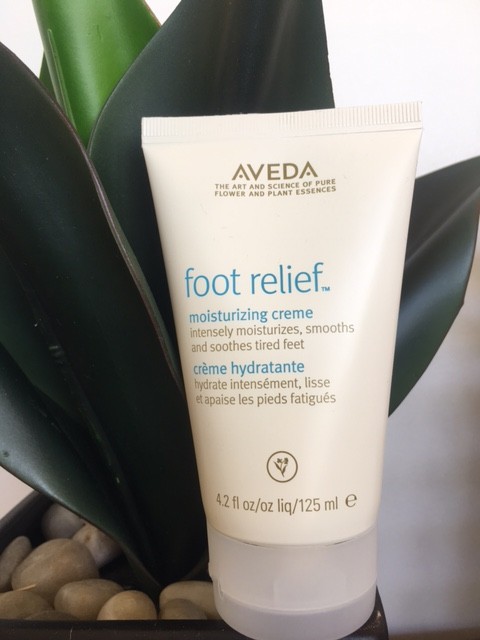 AVEDA
THE ART AND SCIENCE OF PURE
FLOWER AND PLANT ESSENCES
foot relief™
moisturizing creme
intensely moisturizes, smooths
and soothes tired feet
crème hydratante
hydrate intensément, lisse
et apaise les pieds fatigués
4.2 fl oz/oz liq/125 ml ℮